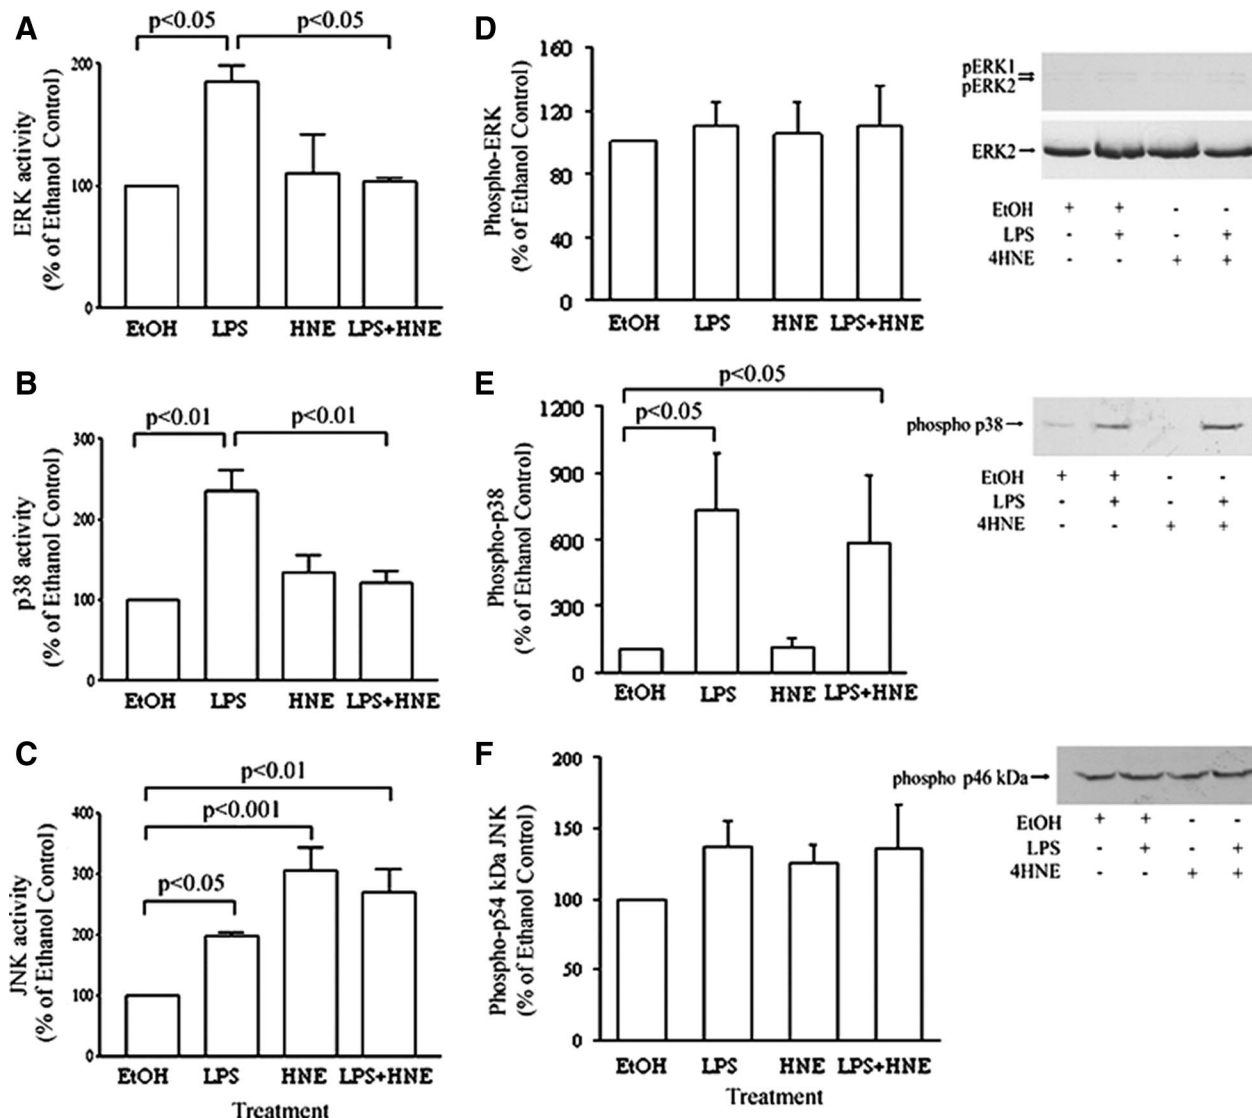 A
p<0.05
p<0.05
ERK activity
(% of Ethanol Control)
200
100
0
EtOH LPS HNE LPS+HNE
B
p<0.01
p<0.01
p38 activity
(% of Ethanol Control)
300
200
100
0
EtOH LPS HNE LPS+HNE
C
p<0.01
p<0.001
p<0.05
JNK activity
(% of Ethanol Control)
400
300
200
100
0
EtOH LPS HNE LPS+HNE
Treatment
D
Phospho-ERK
(% of Ethanol Control)
160
120
80
40
0
EtOH LPS HNE LPS+HNE
pERK1
pERK2
ERK2
EtOH + + - -
LPS - + - +
4HNE - - + +
E
p<0.05
p<0.05
Phospho-p38
(% of Ethanol Control)
1200
900
600
300
0
EtOH LPS HNE LPS+HNE
phospho p38
EtOH + + - -
LPS - + - +
4HNE - - + +
F
Phospho-p54 kDa JNK
(% of Ethanol Control)
200
150
100
50
0
EtOH LPS HNE LPS+HNE
Treatment
phospho p46 kDa
EtOH + + - -
LPS - + - +
4HNE - - + +